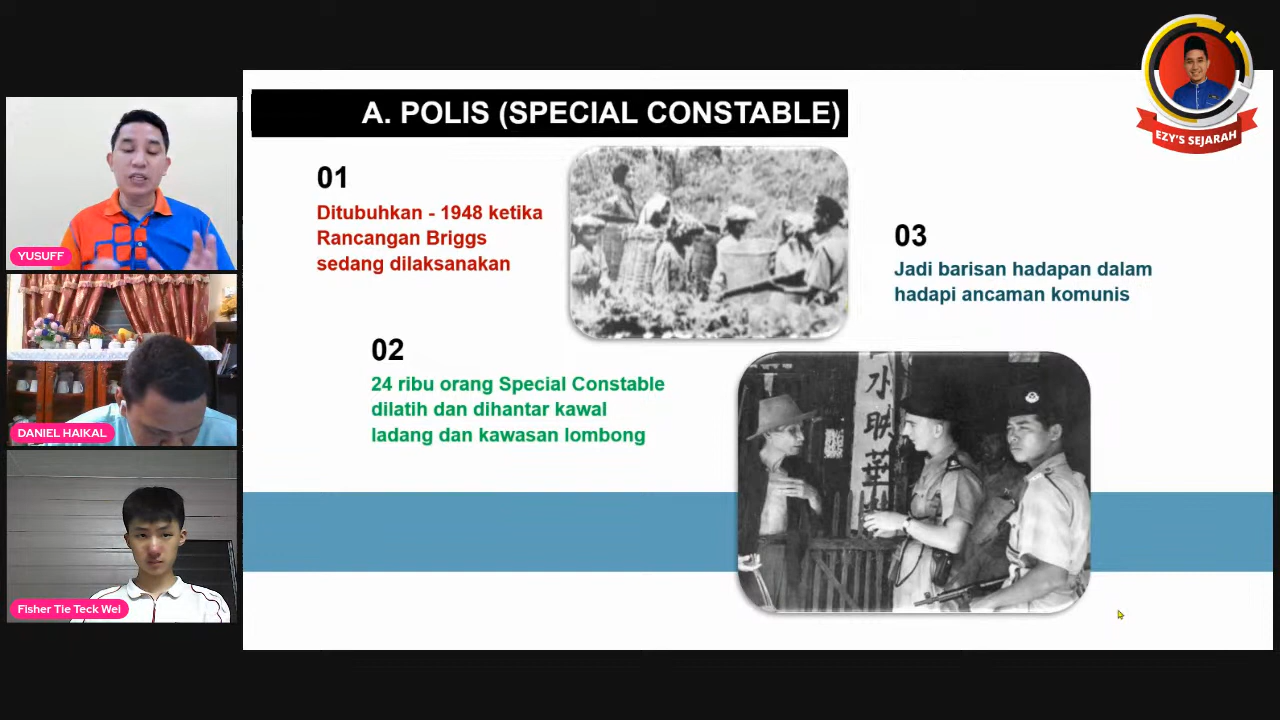 A. POLIS (SPECIAL CONSTABLE)
EZY'S SEJARAH
01
Ditubuhkan - 1948 ketika
Rancangan Briggs
sedang dilaksanakan
02
24 ribu orang Special Constable
dilatih dan dihantar kawal
ladang dan kawasan lombong
03
Jadi barisan hadapan dalam
hadapi ancaman komunis
YUSUFF
DANIEL HAIKAL
Fisher Tie Teck Wei